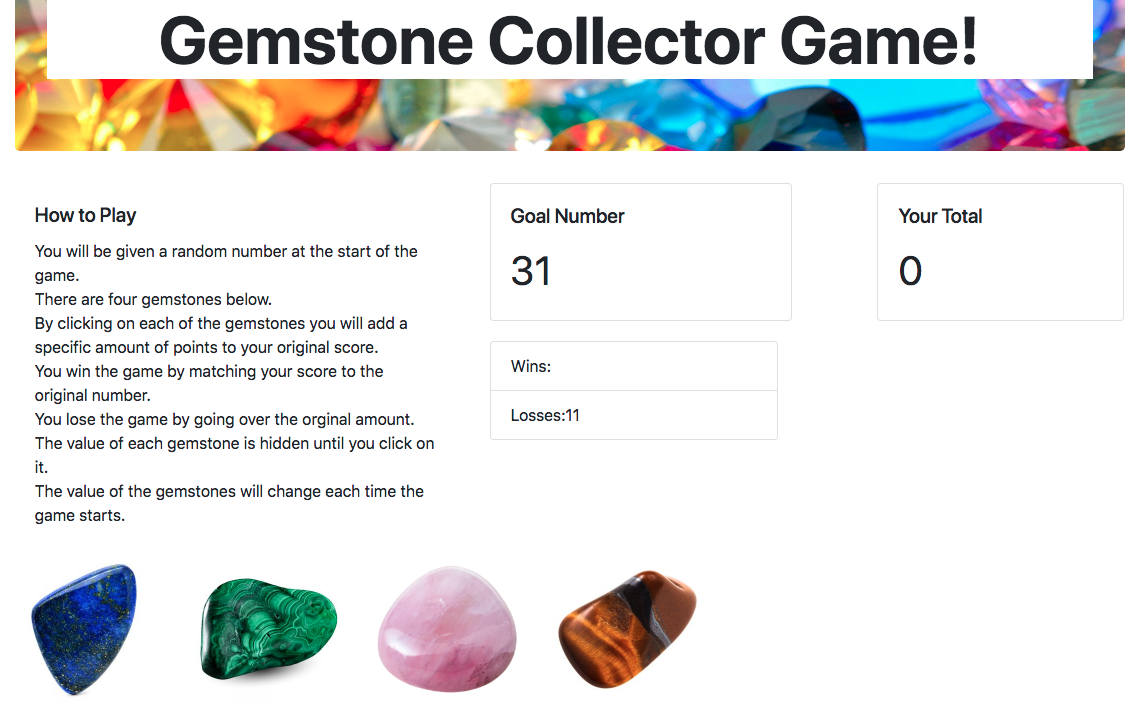 Gemstone Collector Game!
How to Play
You will be given a random number at the start of the
game.
There are four gemstones below.
By clicking on each of the gemstones you will add a
specific amount of points to your original score.
You win the game by matching your score to the
original number.
You lose the game by going over the orginal amount.
The value of each gemstone is hidden until you click on
it.
The value of the gemstones will change each time the
game starts.
Goal Number
31
Your Total
0
Wins:
Losses:11